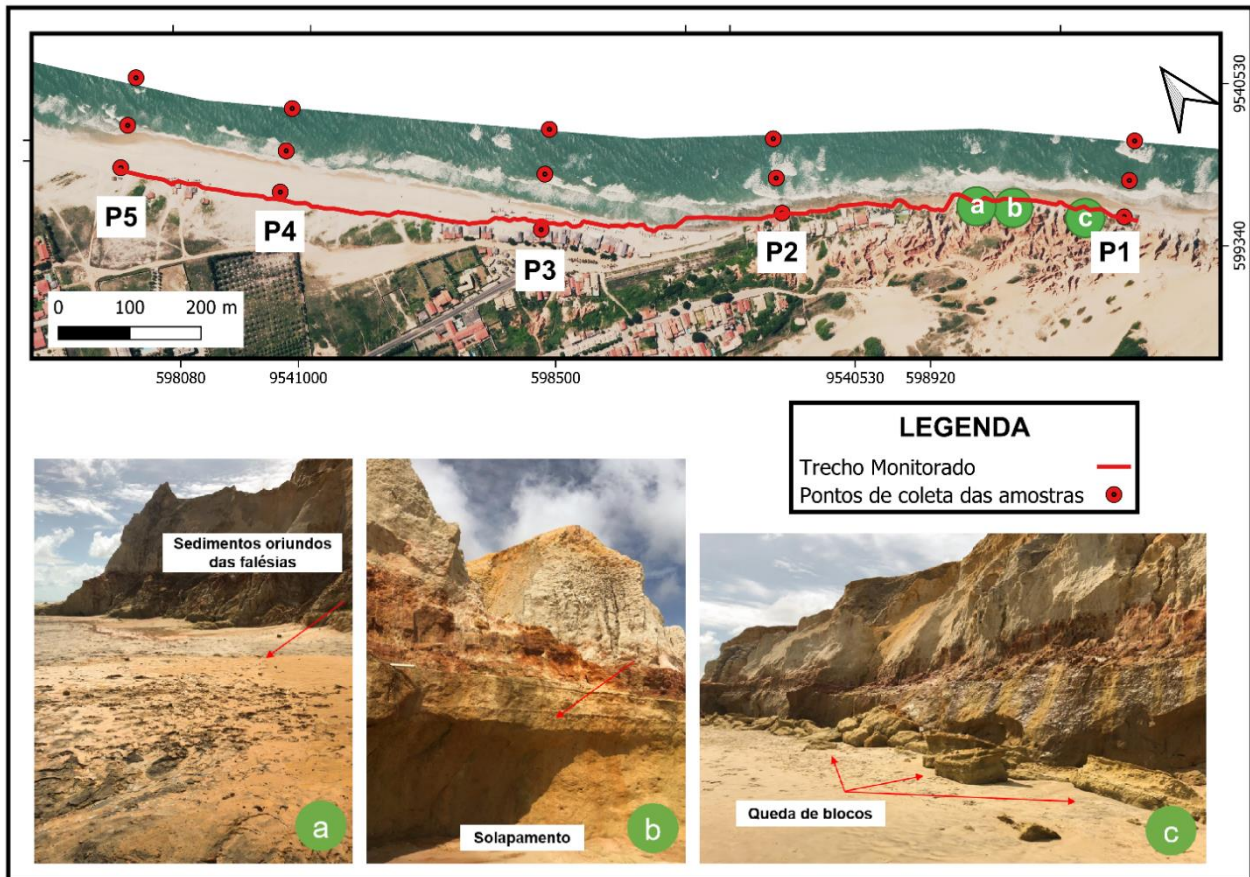 9540530
599340
a
b
c
P5
P4
P3
P2
P1
0 100 200 m
598080
9541000
598500
9540530
598920
LEGENDA
Trecho Monitorado
Pontos de coleta das amostras
Sedimentos oriundos
das falésias
a
Solapamento
b
Queda de blocos
c